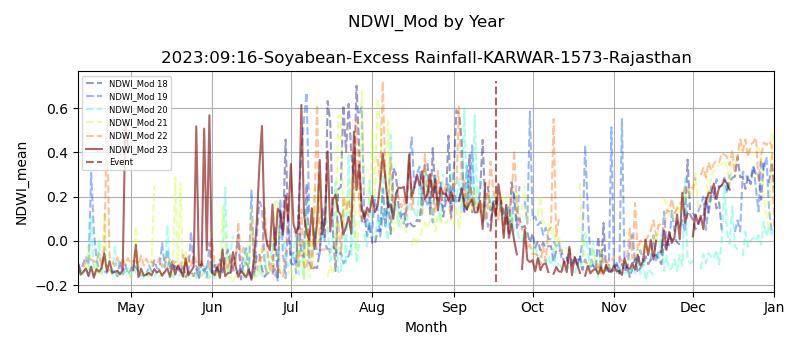 NDWI_Mod by Year
2023:09:16-Soyabean-Excess Rainfall-KARWAR-1573-Rajasthan
NDWI_Mod 18
NDWI_Mod 19
NDWI_Mod 20
NDWI_Mod 21
NDWI_Mod 22
NDWI_Mod 23
Event
NDWI_mean
0.6
0.4
0.2
0.0
−0.2
May Jun Jul Aug Sep Oct Nov Dec Jan
Month